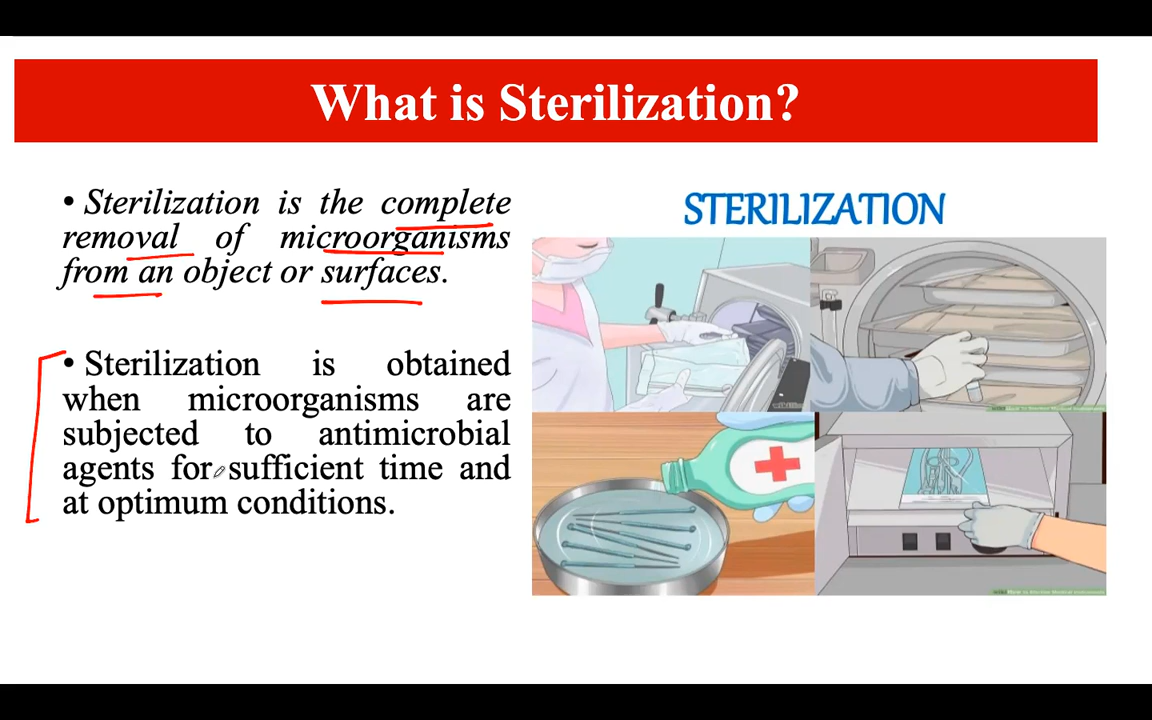 What is Sterilization?
• Sterilization is the complete
removal of microorganisms
from an object or surfaces.
• Sterilization is obtained
when microorganisms are
subjected to antimicrobial
agents for sufficient time and
at optimum conditions.
STERILIZATION